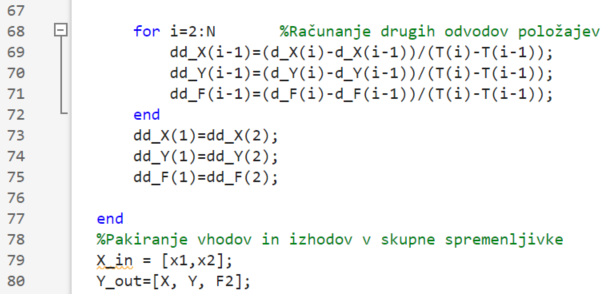 67
68 for i=2:N %Računanje drugih odvodov položajev
69 dd_X(i-1)=(d_X(i)-d_X(i-1))/(T(i)-T(i-1));
70 dd_Y(i-1)=(d_Y(i)-d_Y(i-1))/(T(i)-T(i-1));
71 dd_F(i-1)=(d_F(i)-d_F(i-1))/(T(i)-T(i-1));
72 end
73 dd_X(1)=dd_X(2);
74 dd_Y(1)=dd_Y(2);
75 dd_F(1)=dd_F(2);
76
77 end
78 %Pakiranje vhodov in izhodov v skupne spremenljivke
79 X_in = [x1,x2];
80 Y_out=[X, Y, F2];